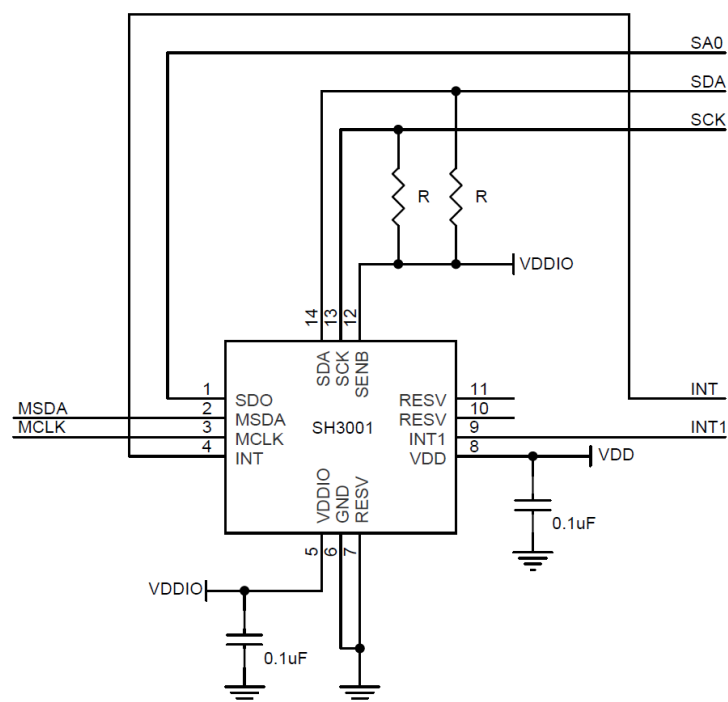 SA0
SDA
SCK
R R
VDDIO
14 13 12
SDA SCK SENB
1 SDO RESV 11
MSDA 2 MSDA RESV 10
MCLK 3 MCLK SH3001 INT1 9
4 INT VDD 8
INT
INT1
VDD
0.1uF
VDDIO GND RESV
5 6 7
VDDIO
0.1uF